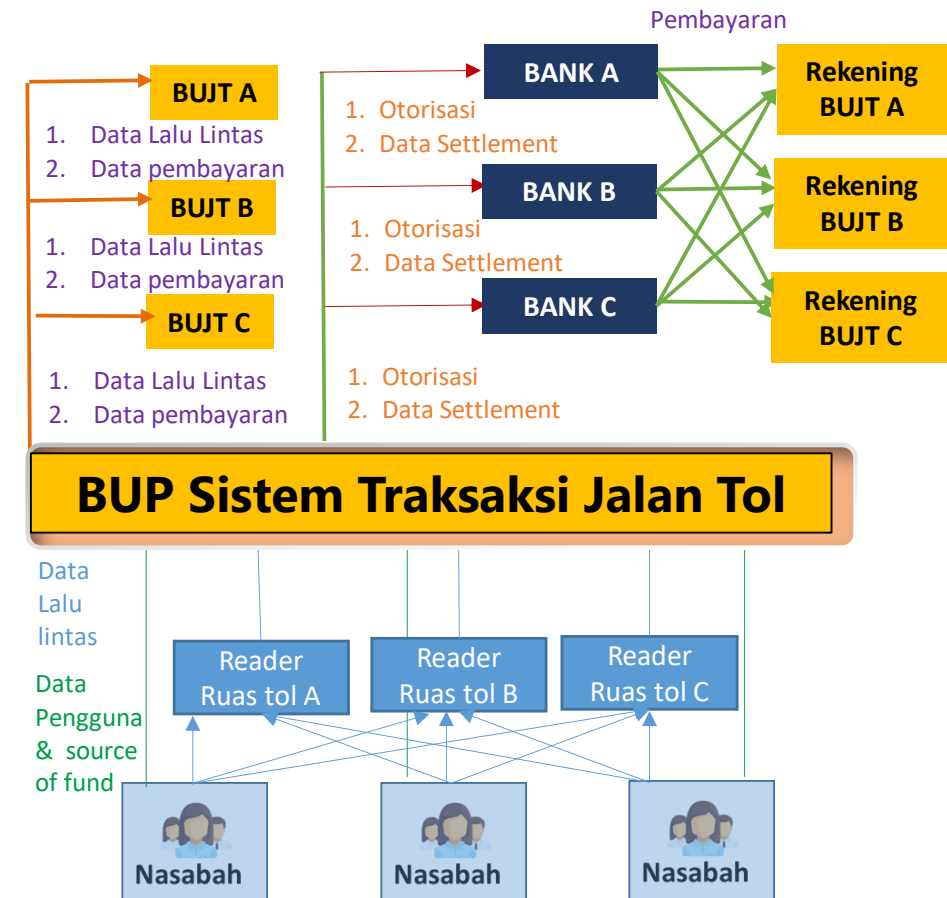 Pembayaran
BUJT A
1. Data Lalu Lintas
2. Data pembayaran
BUJT B
1. Data Lalu Lintas
2. Data pembayaran
BUJT C
1. Data Lalu Lintas
2. Data pembayaran
BANK A
1. Otorisasi
2. Data Settlement
BANK B
1. Otorisasi
2. Data Settlement
BANK C
1. Otorisasi
2. Data Settlement
Rekening
BUJT A
Rekening
BUJT B
Rekening
BUJT C
BUP Sistem Traksaksi Jalan Tol
Data
Lalu
lintas
Reader
Ruas tol A
Reader
Ruas tol B
Reader
Ruas tol C
Data
Pengguna
& source
of fund
Nasabah
Nasabah
Nasabah